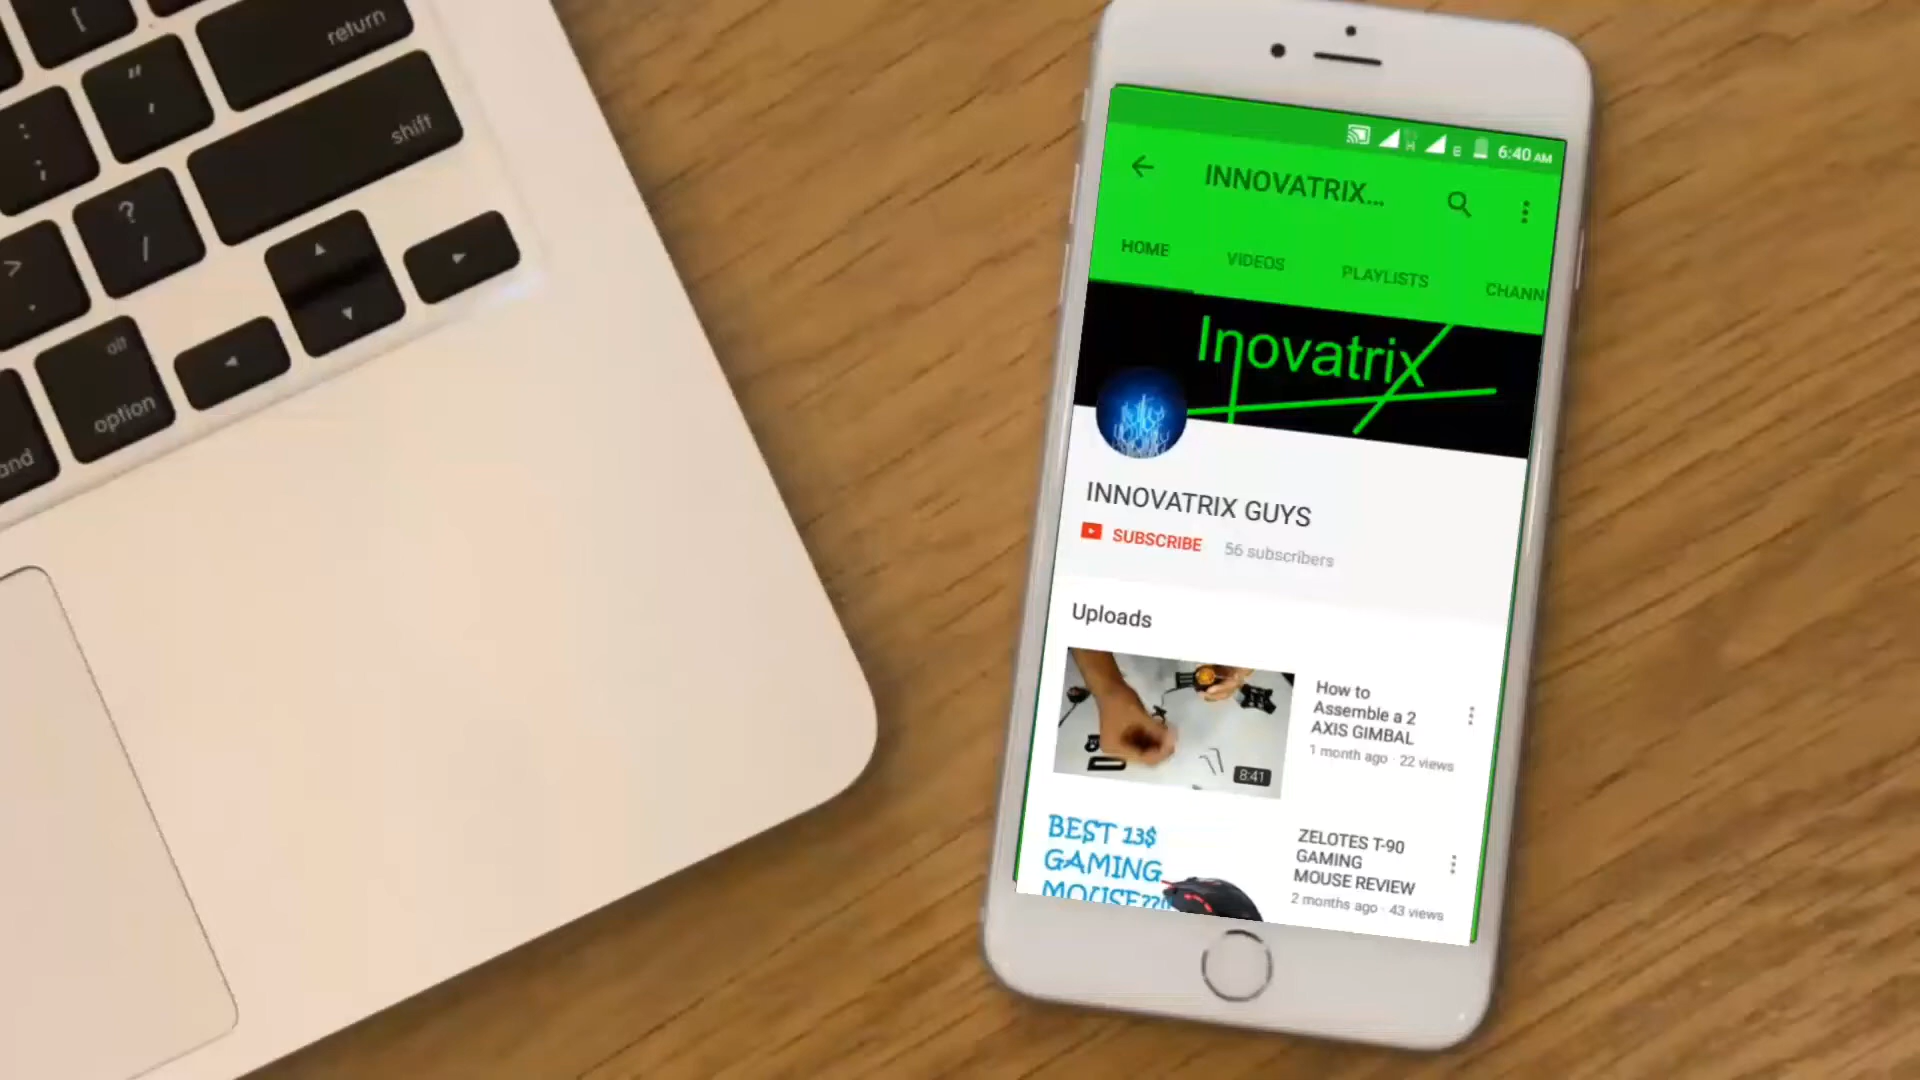 return
shift
alt
option
and
6:40 AM
INNOVATRIX...
HOME
VIDEOS
PLAYLISTS
CHANN
Inovatrix
INNOVATRIX GUYS
SUBSCRIBE
56 subscribers
Uploads
How to
Assemble a 2
AXIS GIMBAL
1 month ago · 22 views
8:41
BEST 13$
GAMING
MOUSE??
ZELOTES T-90
GAMING
MOUSE REVIEW
2 months ago · 43 views